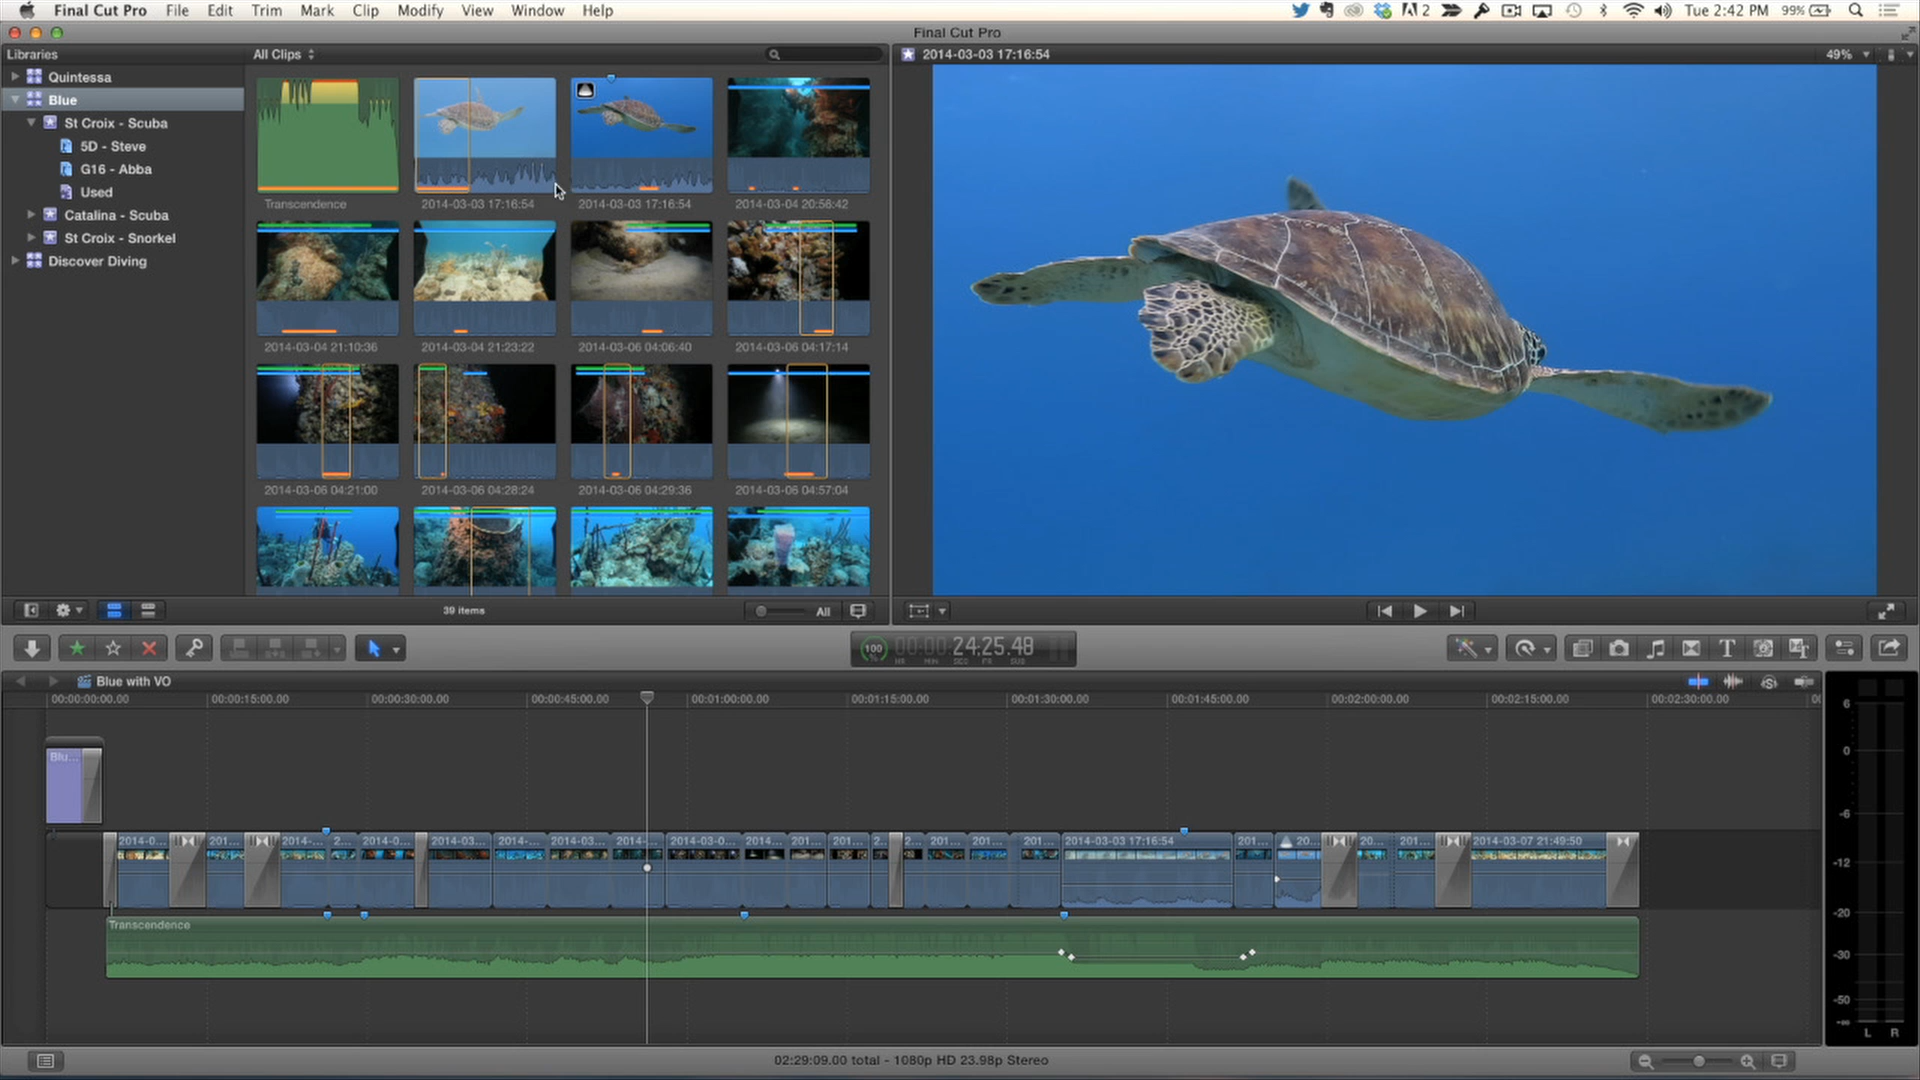 Final Cut Pro File Edit Trim Mark Clip Modify View Window Help 2 Tue 2:42 PM 99%
Final Cut Pro
Libraries All Clips 2014-03-03 17:16:54 49%
Quintessa
Blue
St Croix - Scuba
5D - Steve
G16 - Abba
Used
Catalina - Scuba
St Croix - Snorkel
Discover Diving
Transcendence 2014-03-03 17:16:54 2014-03-03 17:16:54 2014-03-04 20:58:42
2014-03-04 21:10:36 2014-03-04 21:23:22 2014-03-06 04:06:40 2014-03-06 04:17:14
2014-03-06 04:21:00 2014-03-06 04:28:24 2014-03-06 04:29:36 2014-03-06 04:57:04
39 items All
100 % 00:00:24:25.48
HR MIN SEC FR SUB
Blue with VO
00:00:00:00.00 00:00:15:00.00 00:00:30:00.00 00:00:45:00.00 00:01:00:00.00 00:01:15:00.00 00:01:30:00.00 00:01:45:00.00 00:02:00:00.00 00:02:15:00.00 00:02:30:00.00
Blu...
2014-0... 201... 2014-... 2... 2014-0... 2014-03... 2014-... 2014-03... 2014-... 2014-03-0... 2014... 201... 201... 2... 2... 201... 201... 201... 2014-03-03 17:16:54 201... 20... 20... 201... 2014-03-07 21:49:50
Transcendence
6
0
-6
-12
-20
-30
-50
-∞
L R
02:29:09.00 total - 1080p HD 23.98p Stereo